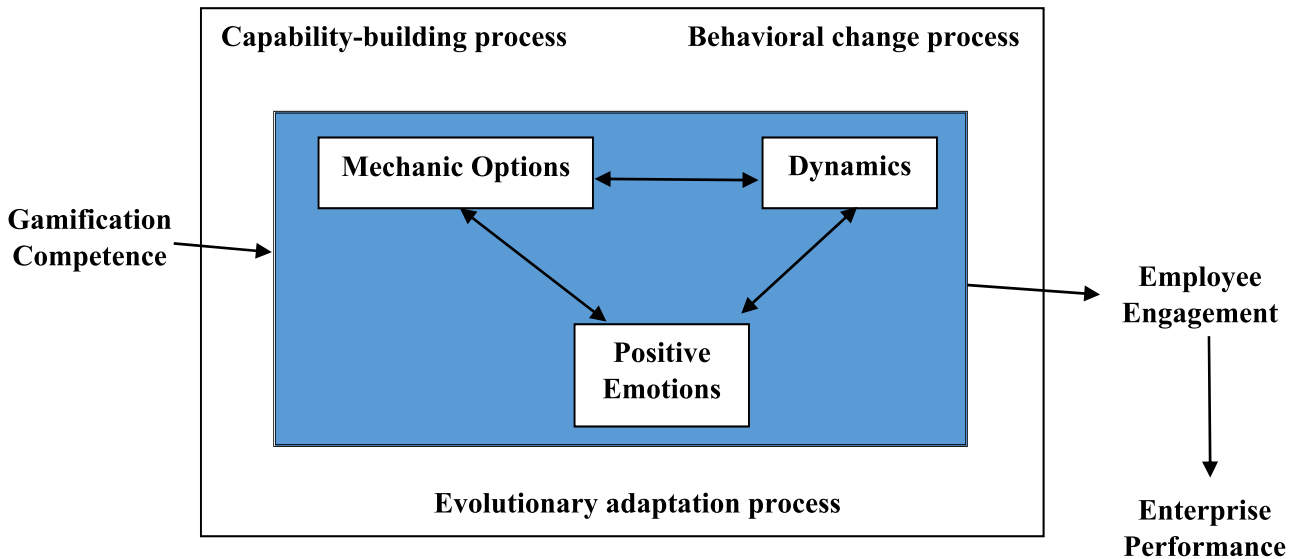 Capability-building process
Behavioral change process
Mechanic Options
Dynamics
Gamification
Competence
Positive
Emotions
Employee
Engagement
Evolutionary adaptation process
Enterprise
Performance